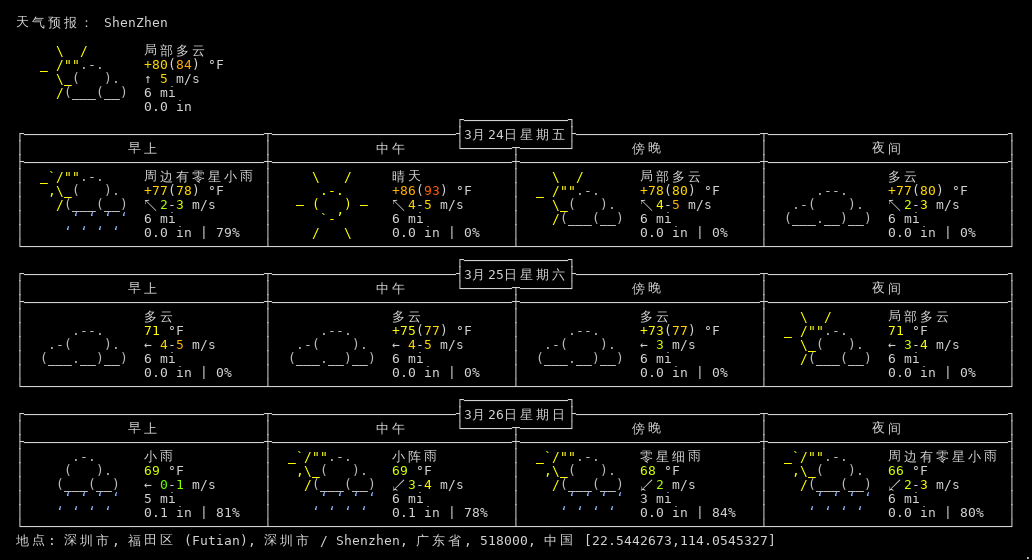 天气预报： ShenZhen
局部多云
+80(84) °F
↑ 5 m/s
6 mi
0.0 in
3月24日星期五
早上 中午 傍晚 夜间
周边有零星小雨 晴天 局部多云 多云
+77(78) °F +86(93) °F +78(80) °F +77(80) °F
↖ 2-3 m/s ↖ 4-5 m/s ↖ 4-5 m/s ↖ 2-3 m/s
6 mi 6 mi 6 mi 6 mi
0.0 in | 79% 0.0 in | 0% 0.0 in | 0% 0.0 in | 0%
3月25日星期六
早上 中午 傍晚 夜间
多云 多云 多云 局部多云
71 °F +75(77) °F +73(77) °F 71 °F
← 4-5 m/s ← 4-5 m/s ← 3 m/s ← 3-4 m/s
6 mi 6 mi 6 mi 6 mi
0.0 in | 0% 0.0 in | 0% 0.0 in | 0% 0.0 in | 0%
3月26日星期日
早上 中午 傍晚 夜间
小雨 小阵雨 零星细雨 周边有零星小雨
69 °F 69 °F 68 °F 66 °F
← 0-1 m/s ↙ 3-4 m/s ↙ 2 m/s ↙ 2-3 m/s
5 mi 6 mi 3 mi 6 mi
0.1 in | 81% 0.1 in | 78% 0.0 in | 84% 0.0 in | 80%
地点: 深圳市, 福田区 (Futian), 深圳市 / Shenzhen, 广东省, 518000, 中国 [22.5442673,114.0545327]